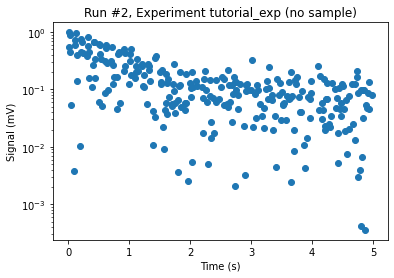 Run #2, Experiment tutorial_exp (no sample)
Signal (mV)
10⁰
10⁻¹
10⁻²
10⁻³
0 1 2 3 4 5
Time (s)